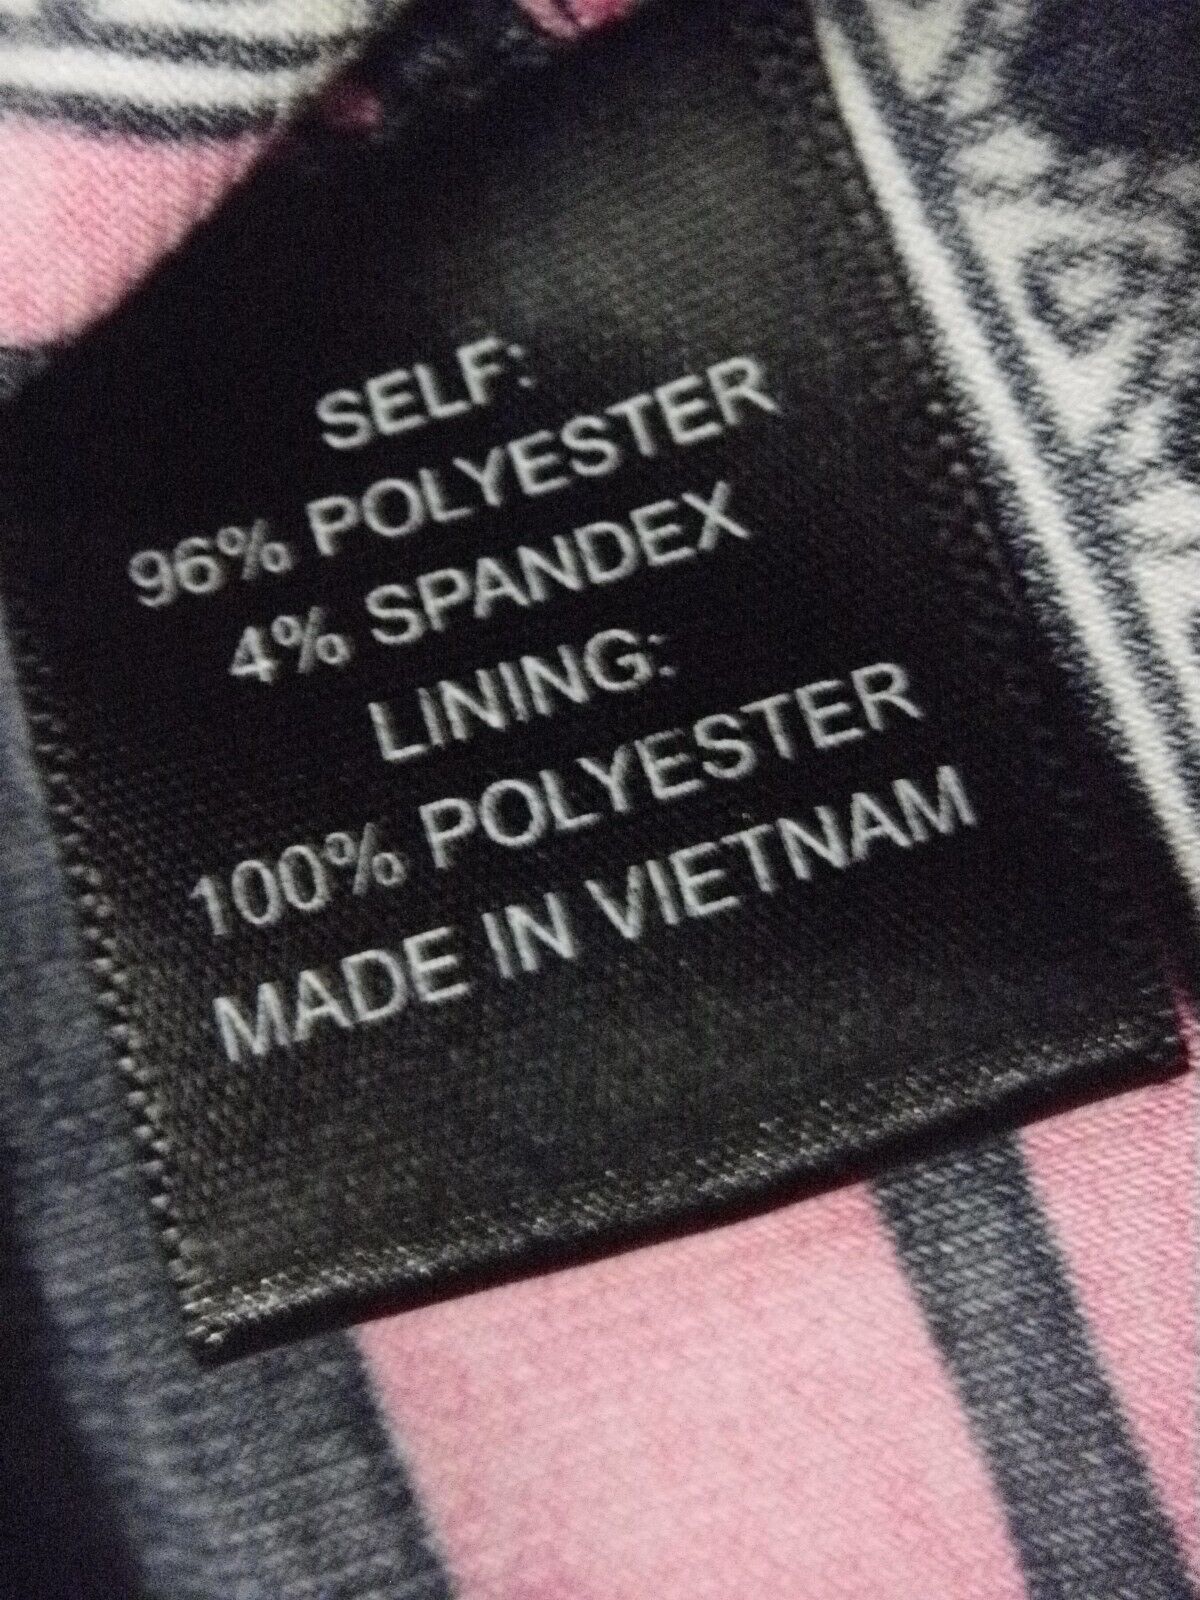 SELF:
96% POLYESTER
4% SPANDEX
LINING:
100% POLYESTER
MADE IN VIETNAM